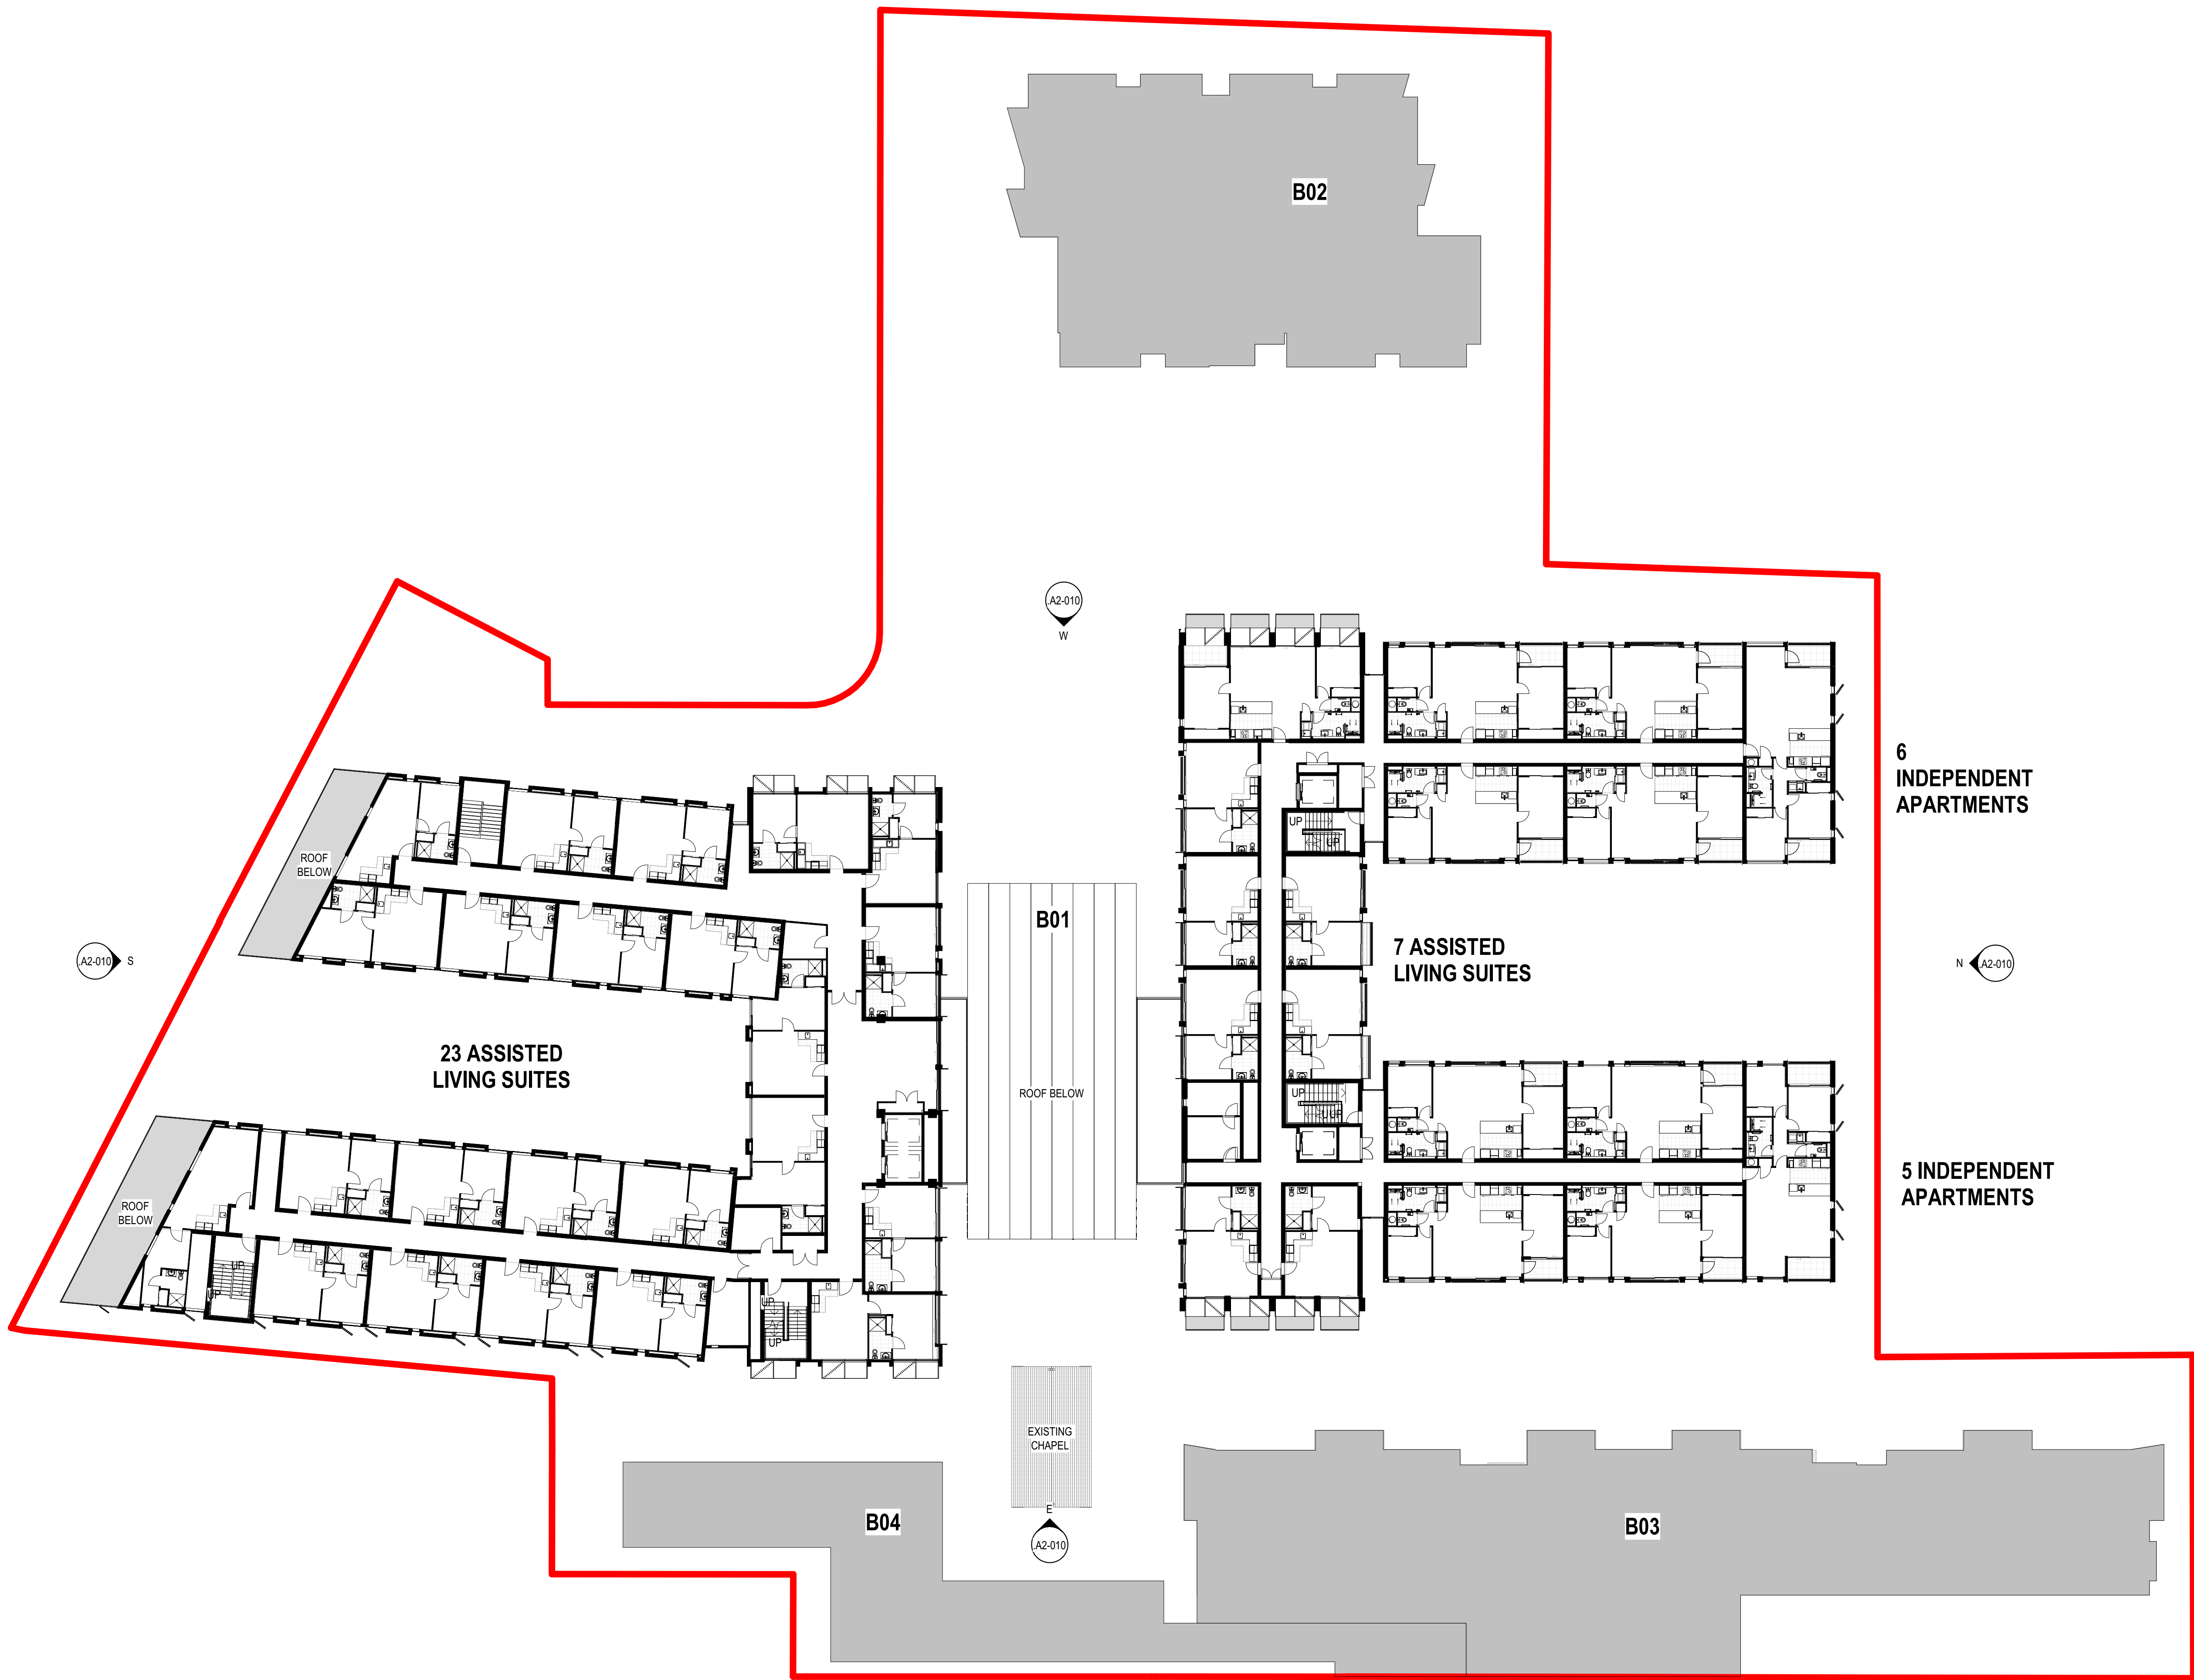 B02
.A2-010
W
6
INDEPENDENT
APARTMENTS
UP
UP
ROOF
BELOW
B01
7 ASSISTED
LIVING SUITES
.A2-010
S
N
.A2-010
23 ASSISTED
LIVING SUITES
ROOF BELOW
UP
UP
5 INDEPENDENT
APARTMENTS
ROOF
BELOW
UP
UP
UP
UP
EXISTING
CHAPEL
E
.A2-010
B04
B03